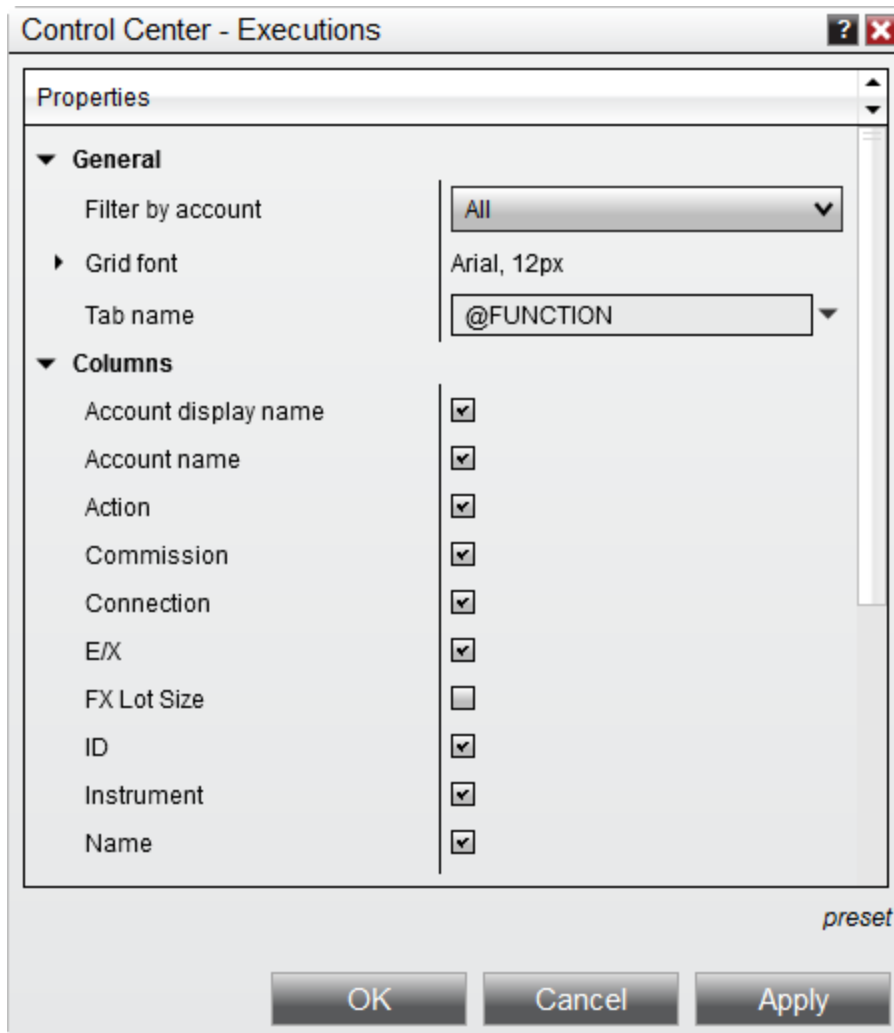 Control Center - Executions
Properties
General
Filter by account All
Grid font Arial, 12px
Tab name @FUNCTION
Columns
Account display name
Account name
Action
Commission
Connection
E/X
FX Lot Size
ID
Instrument
Name
preset
OK Cancel Apply